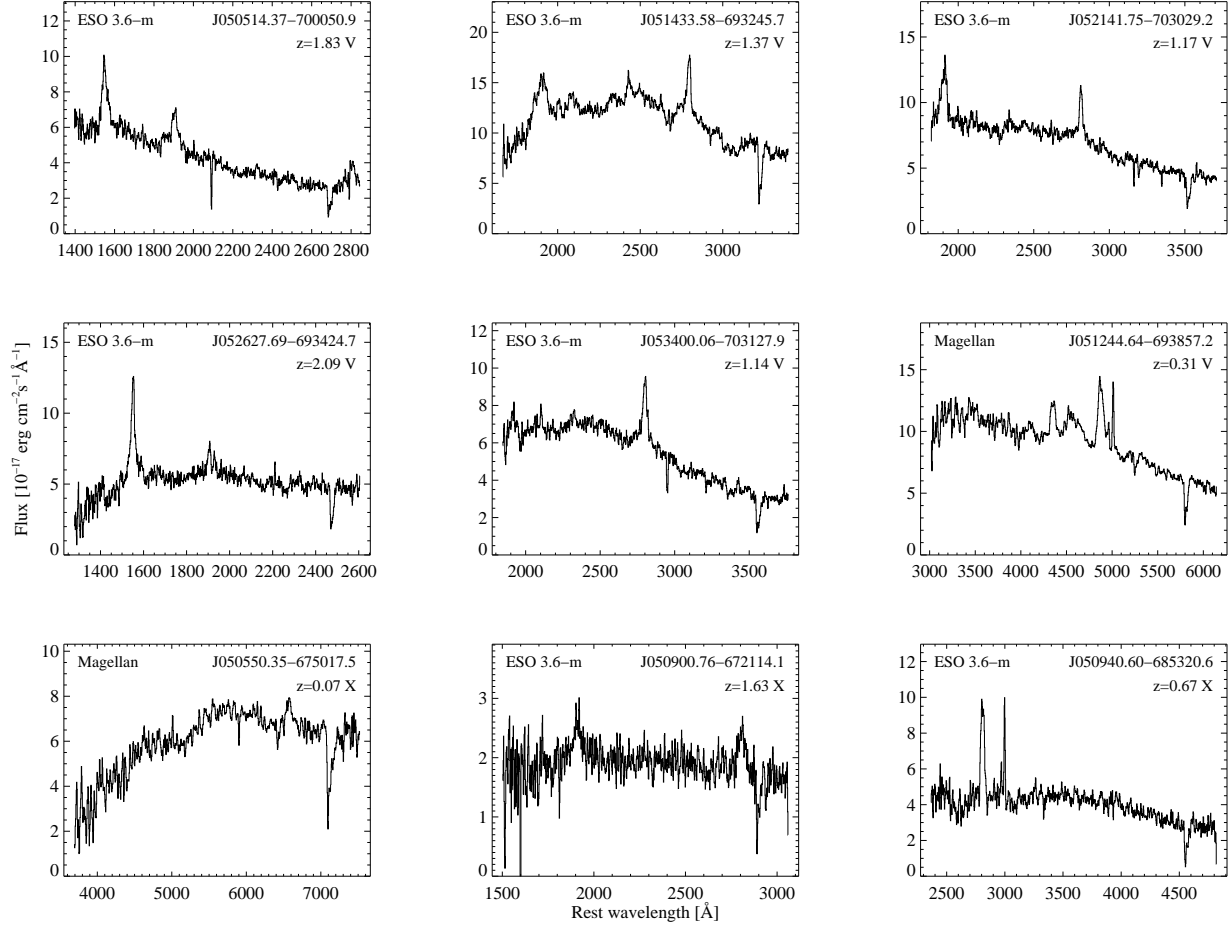 ESO 3.6−m J050514.37−700050.9
z=1.83 V
0
2
4
6
8
10
12
1400 1600 1800 2000 2200 2400 2600 2800
ESO 3.6−m J051433.58−693245.7
z=1.37 V
0
5
10
15
20
2000 2500 3000
ESO 3.6−m J052141.75−703029.2
z=1.17 V
0
5
10
15
2000 2500 3000 3500
ESO 3.6−m J052627.69−693424.7
z=2.09 V
0
5
10
15
1400 1600 1800 2000 2200 2400 2600
ESO 3.6−m J053400.06−703127.9
z=1.14 V
0
2
4
6
8
10
12
2000 2500 3000 3500
Magellan J051244.64−693857.2
z=0.31 V
0
5
10
15
3000 3500 4000 4500 5000 5500 6000
Flux [10−17 erg cm−2s−1Å−1]
Magellan J050550.35−675017.5
z=0.07 X
0
2
4
6
8
10
4000 5000 6000 7000
ESO 3.6−m J050900.76−672114.1
z=1.63 X
0
1
2
3
1500 2000 2500 3000
ESO 3.6−m J050940.60−685320.6
z=0.67 X
0
2
4
6
8
10
12
2500 3000 3500 4000 4500
Rest wavelength [Å]